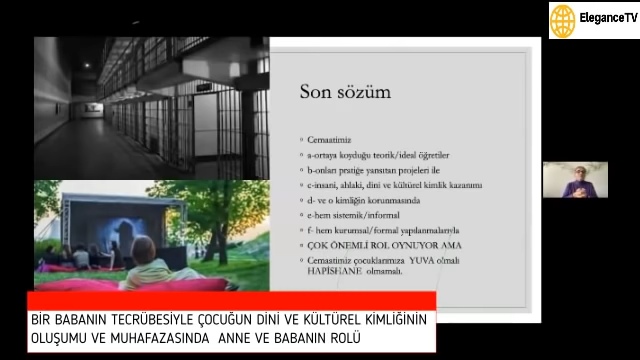 EleganceTV
Son sözüm
Cemaatimiz
a-ortaya koyduğu teorik/ideal öğretiler
b-onları pratiğe yansıtan projeleri ile
c-insani, ahlaki, dini ve kültürel kimlik kazanımı
d- ve o kimliğin korunmasında
e-hem sistemik/informal
f- hem kurumsal/formal yapılanmalarıyla
ÇOK ÖNEMLİ ROL OYNUYOR AMA
Cemaatimiz çocuklarımıza YUVA olmalı
HAPİSHANE olmamalı.
BİR BABANIN TECRÜBESİYLE ÇOCUĞUN DİNİ VE KÜLTÜREL KİMLİĞİNİN
OLUŞUMU VE MUHAFAZASINDA ANNE VE BABANIN ROLÜ